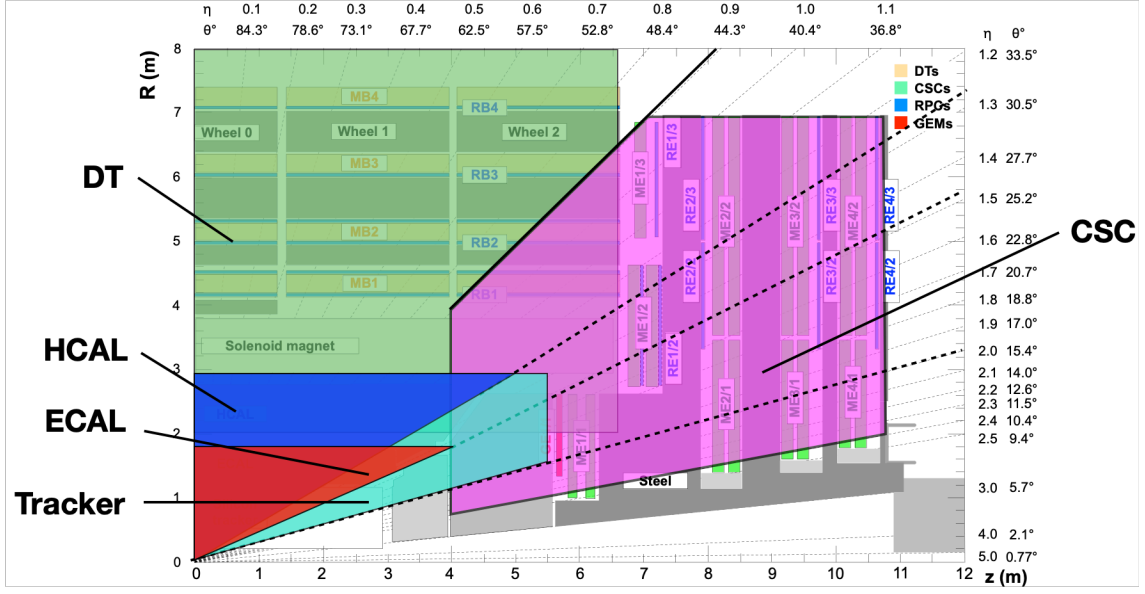 η 0.1 0.2 0.3 0.4 0.5 0.6 0.7 0.8 0.9 1.0 1.1
θ° 84.3° 78.6° 73.1° 67.7° 62.5° 57.5° 52.8° 48.4° 44.3° 40.4° 36.8° η θ°
R (m)
8
7
6
5
4
3
2
1
0
1.2 33.5°
1.3 30.5°
1.4 27.7°
1.5 25.2°
1.6 22.8°
1.7 20.7°
1.8 18.8°
1.9 17.0°
2.0 15.4°
2.1 14.0°
2.2 12.6°
2.3 11.5°
2.4 10.4°
2.5 9.4°
3.0 5.7°
4.0 2.1°
5.0 0.77°
DTs
CSCs
RPCs
GEMs
MB4
RB4
Wheel 0 Wheel 1 Wheel 2
MB3
RB3
MB2
RB2
MB1
RB1
Solenoid magnet
HCAL
ME1/3
RE1/3
ME1/2
RE1/2
RE2/3
RE2/2
ME2/2
ME3/2
RE3/3
RE3/2
ME4/2
RE4/3
RE4/2
ME1/1
ME2/1
ME3/1
ME4/1
Steel
DT
HCAL
ECAL
Tracker
CSC
0 1 2 3 4 5 6 7 8 9 10 11 12
z (m)